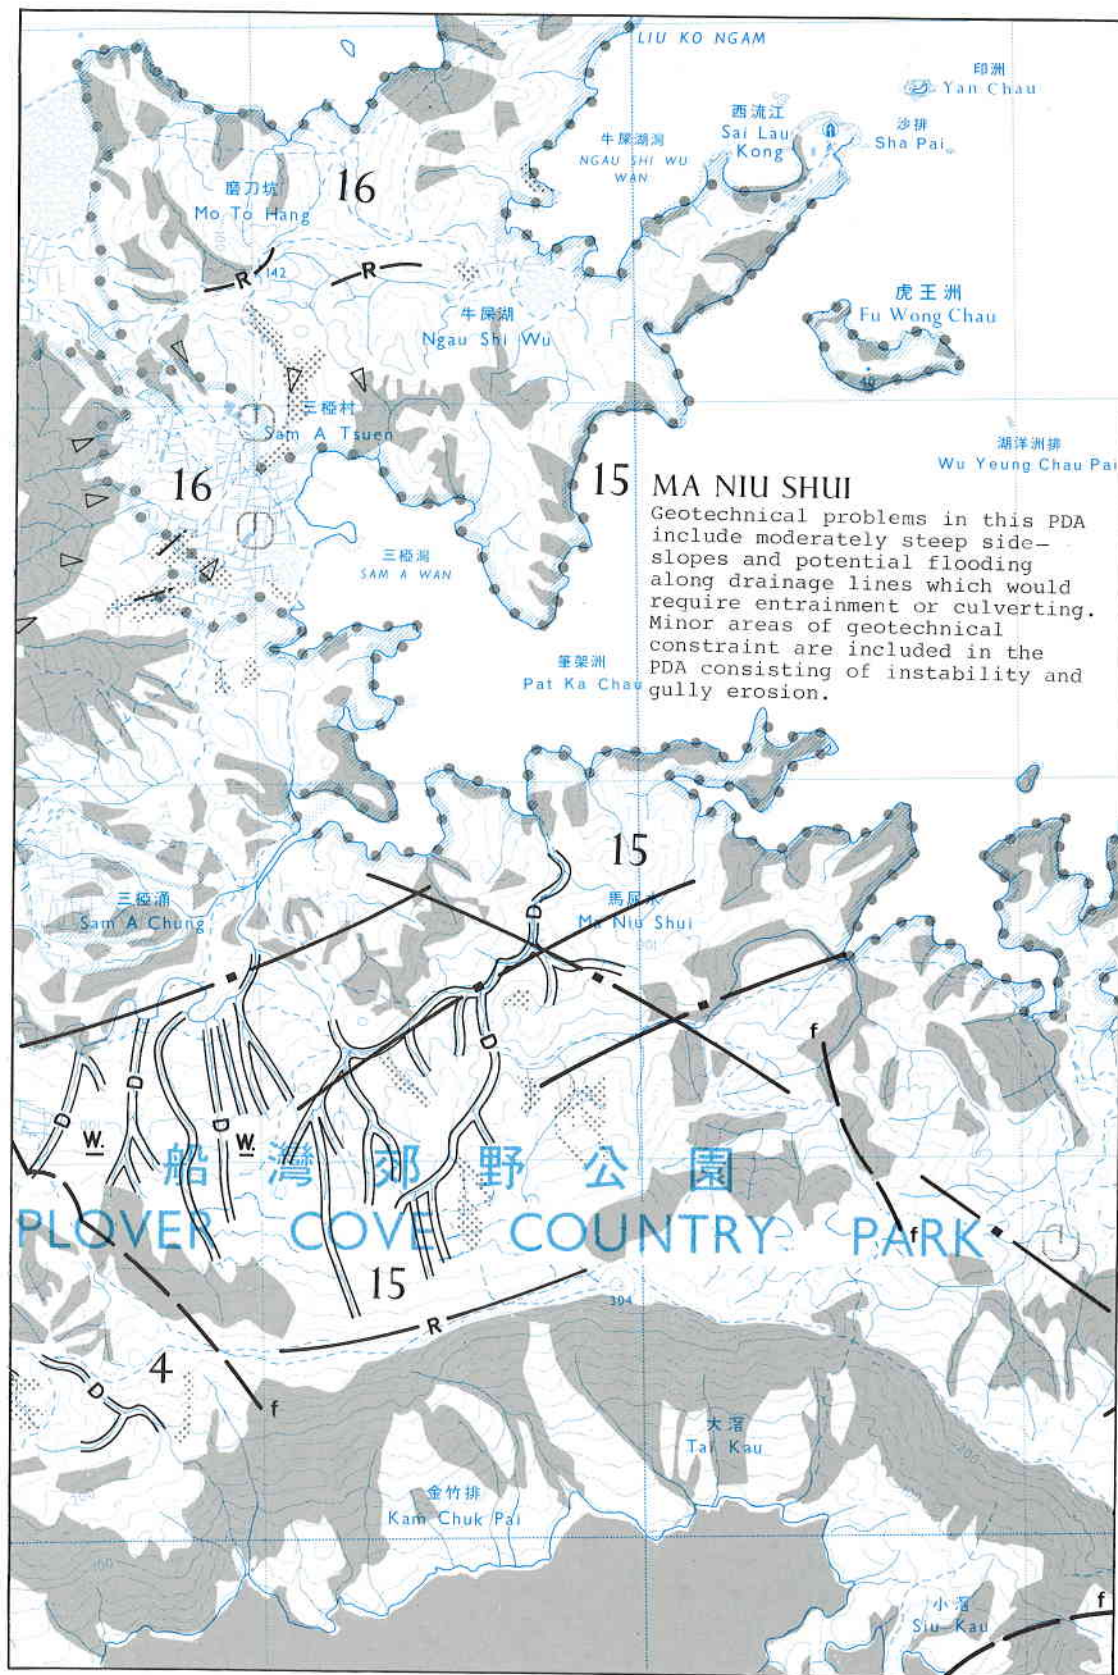 LIU KO NGAM
印洲
Yan Chau
西流江
Sai Lau
Kong
沙排
Sha Pai
牛屎湖灣
NGAU SHI WU
WAN
磨刀坑
Mo To Hang
16
R
142
R
虎王洲
Fu Wong Chau
牛屎湖
Ngau Shi Wu
40
三椏村
Sam A Tsuen
湖洋洲排
Wu Yeung Chau Pai
16
15 MA NIU SHUI
Geotechnical problems in this PDA
include moderately steep side-
slopes and potential flooding
along drainage lines which would
require entrainment or culverting.
Minor areas of geotechnical
constraint are included in the
PDA consisting of instability and
gully erosion.
三椏灣
SAM A WAN
筆架洲
Pat Ka Chau
15
三椏涌
Sam A Chung
馬尿水
Ma Niu Shui
D
f
D
D
D
D
W.
W.
船灣郊野公園
PLOVER COVE COUNTRY PARK
f
15
304
R
4
D
f
大滘
Tai Kau
200
金竹排
Kam Chuk Pai
100
小滘
Siu Kau
f